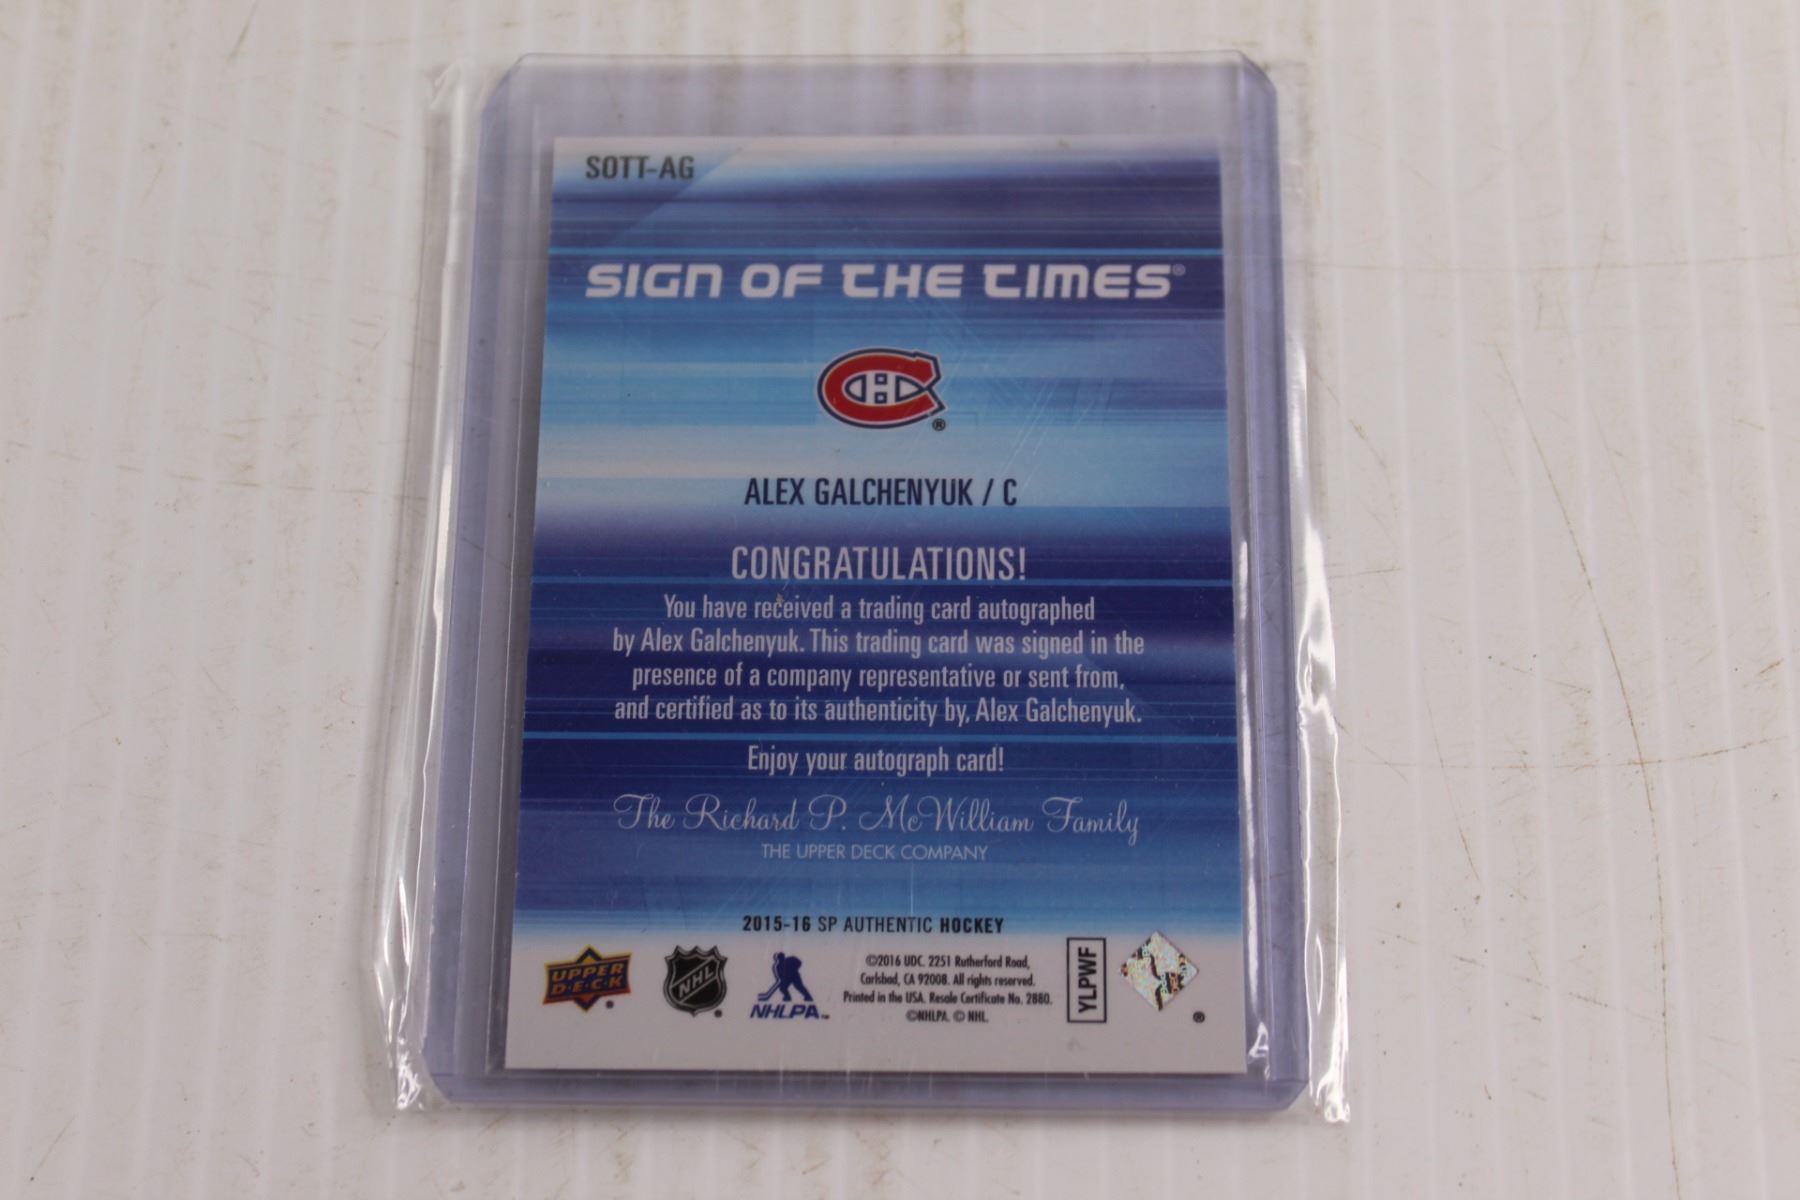 SOTT-AG
SIGN OF THE TIMES®
®
ALEX GALCHENYUK / C
CONGRATULATIONS!
You have received a trading card autographed
by Alex Galchenyuk. This trading card was signed in the
presence of a company representative or sent from,
and certified as to its authenticity by, Alex Galchenyuk.
Enjoy your autograph card!
The Richard P. McWilliam Family
THE UPPER DECK COMPANY
2015-16 SP AUTHENTIC HOCKEY
UPPER
D·E·C·K
®
NHL
NHLPA™
©2016 UDC. 2251 Rutherford Road,
Carlsbad, CA 92008. All rights reserved.
Printed in the USA. Resale Certificate No. 2880.
©NHLPA. © NHL.
YLPWF
®